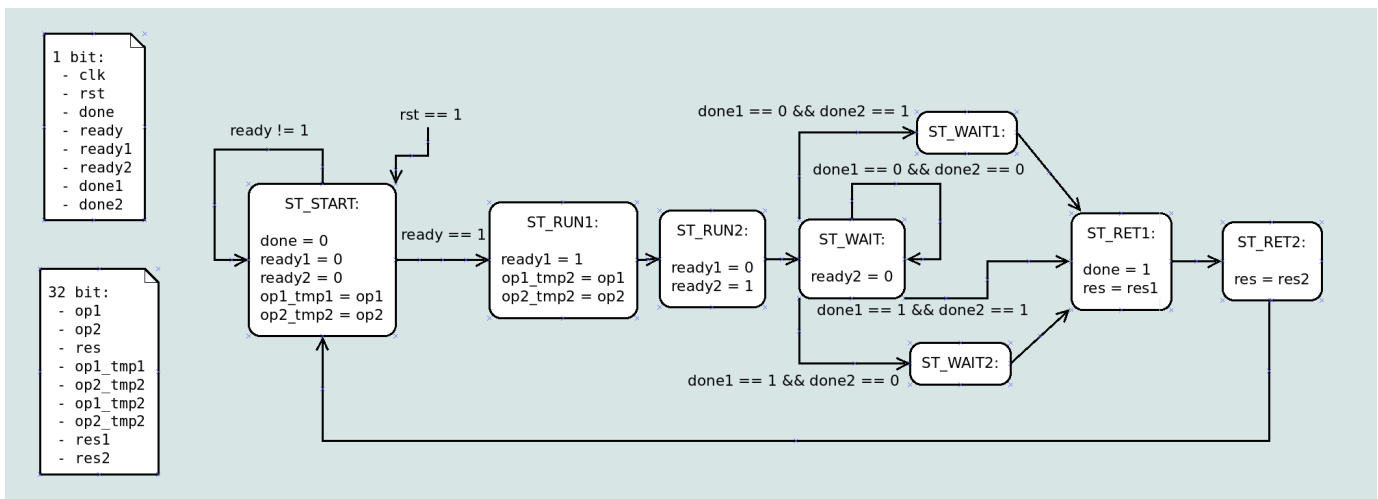 1 bit:
- clk
- rst
- done
- ready
- ready1
- ready2
- done1
- done2
32 bit:
- op1
- op2
- res
- op1_tmp1
- op2_tmp2
- op1_tmp2
- op2_tmp2
- res1
- res2
ready != 1
rst == 1
ST_START:
done = 0
ready1 = 0
ready2 = 0
op1_tmp1 = op1
op2_tmp2 = op2
ready == 1
ST_RUN1:
ready1 = 1
op1_tmp2 = op1
op2_tmp2 = op2
ST_RUN2:
ready1 = 0
ready2 = 1
done1 == 0 && done2 == 1
ST_WAIT1:
done1 == 0 && done2 == 0
ST_WAIT:
ready2 = 0
done1 == 1 && done2 == 1
ST_WAIT2:
done1 == 1 && done2 == 0
ST_RET1:
done = 1
res = res1
ST_RET2:
res = res2